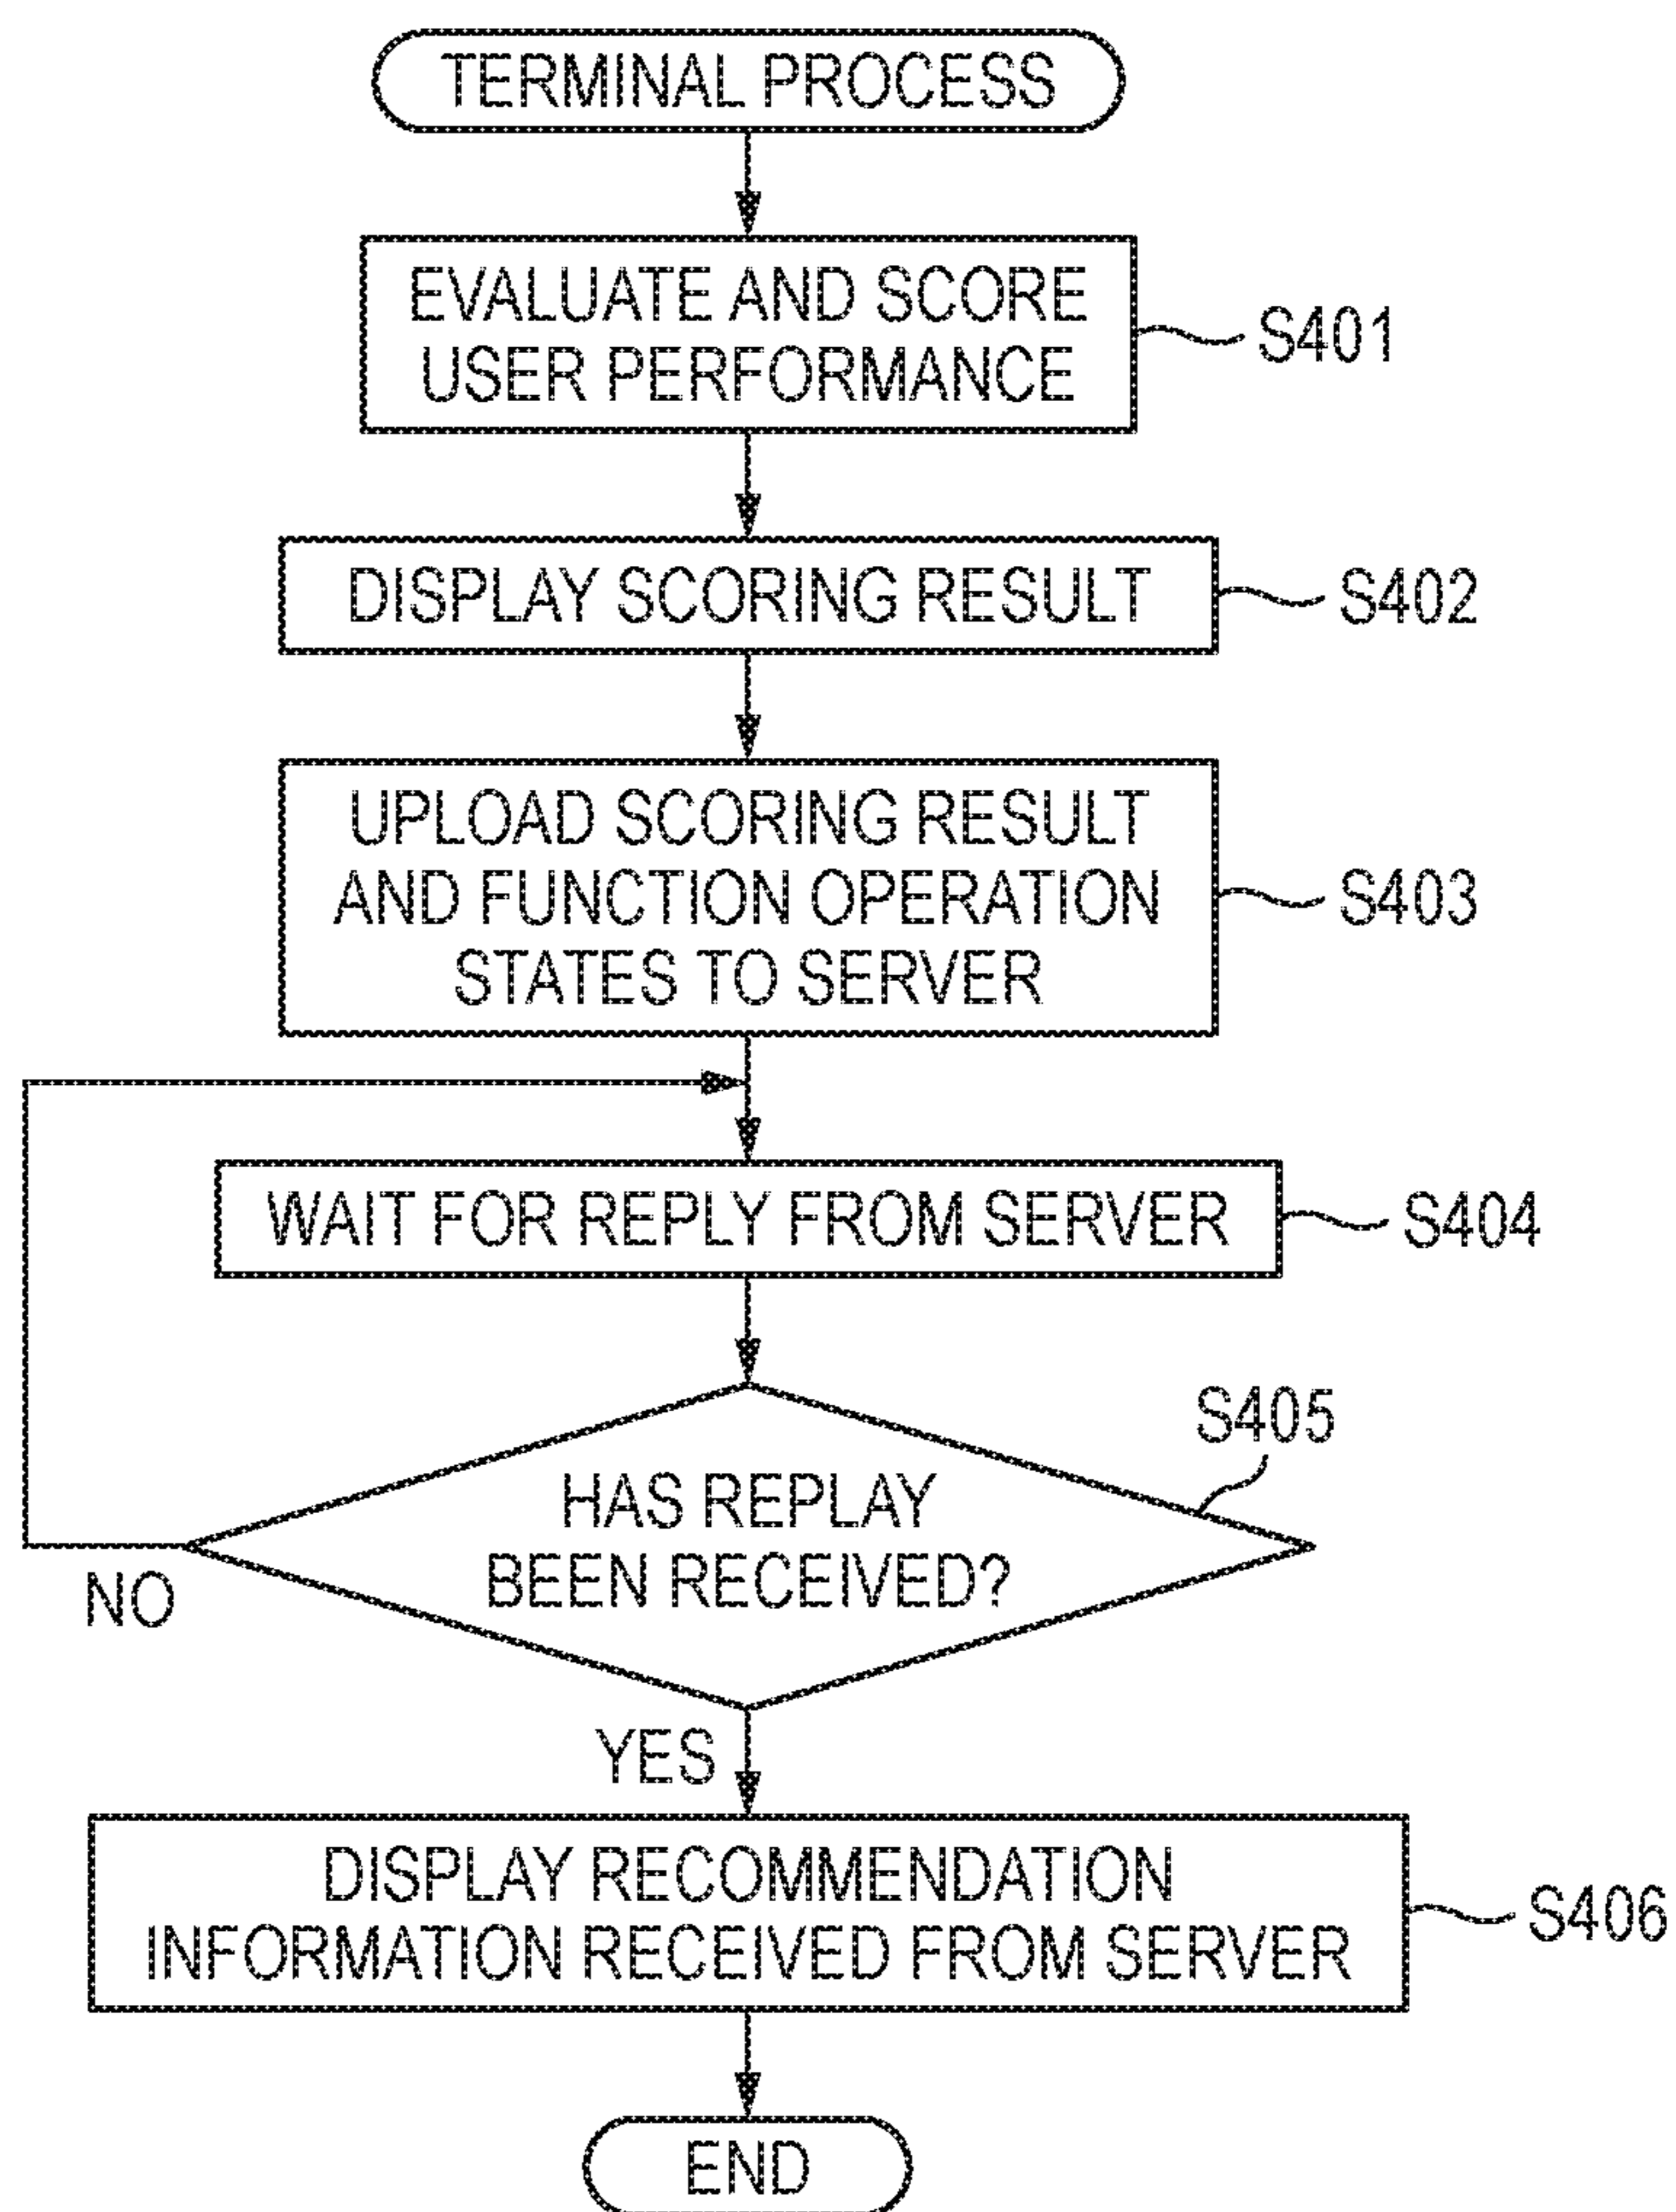 TERMINAL PROCESS
EVALUATE AND SCORE
USER PERFORMANCE
S401
DISPLAY SCORING RESULT
S402
UPLOAD SCORING RESULT
AND FUNCTION OPERATION
STATES TO SERVER
S403
WAIT FOR REPLY FROM SERVER
S404
S405
HAS REPLAY
BEEN RECEIVED?
NO
YES
DISPLAY RECOMMENDATION
INFORMATION RECEIVED FROM SERVER
S406
END